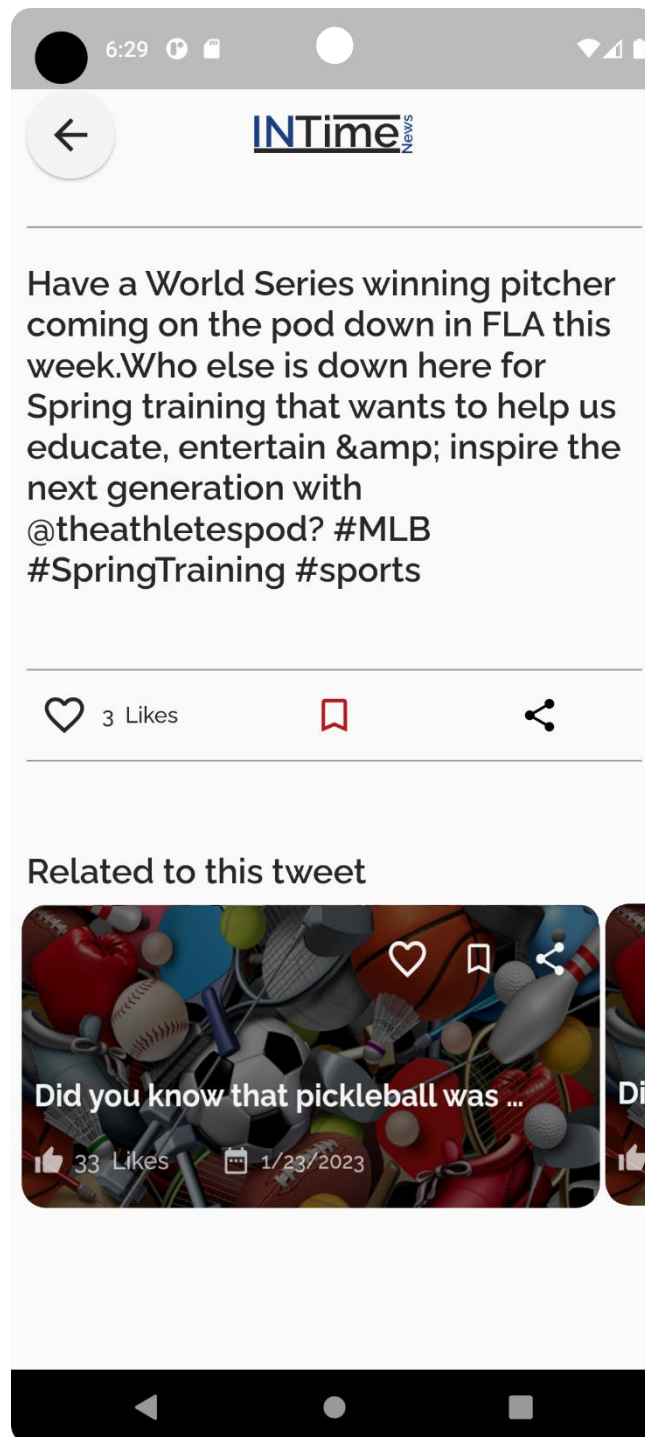 6:29
INTime News
Have a World Series winning pitcher
coming on the pod down in FLA this
week.Who else is down here for
Spring training that wants to help us
educate, entertain &amp; inspire the
next generation with
@theathletespod? #MLB
#SpringTraining #sports
3 Likes
Related to this tweet
Did you know that pickleball was ...
Di
33 Likes 1/23/2023